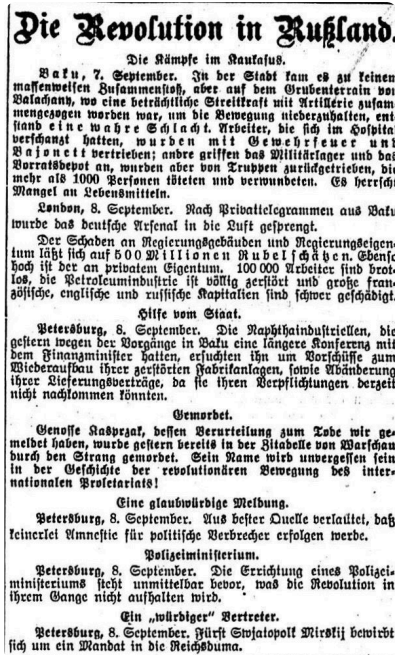 Die Revolution in Rußland.
Die Kämpfe im Kaukasus.
Baku, 7. September. In der Stadt kam es zu keinen
massenweisen Zusammenstoß, aber auf dem Grubenterrain von
Balachany, wo eine beträchtliche Streitkraft mit Artillerie zusam
mengezogen worden war, um die Bewegung niederzuhalten, ent
stand eine wahre Schlacht. Arbeiter, die sich im Hospital
verschanzt hatten, wurden mit Gewehrfeuer und
Bajonett vertrieben; andre griffen das Militärlager und das
Vorratsdepot an, wurden aber von Truppen zurückgetrieben, die
mehr als 1000 Personen töteten und verwundeten. Es herrscht
Mangel an Lebensmitteln.
London, 8. September. Nach Privattelegrammen aus Baku
wurde das deutsche Arsenal in die Luft gesprengt.
Der Schaden an Regierungsgebäuden und Regierungseigen-
tum läßt sich auf 500 Millionen Rubel schätzen. Ebenso
hoch ist der an privatem Eigentum. 100 000 Arbeiter sind brot-
los, die Petroleumindustrie ist völlig zerstört und große fran-
zösische, englische und russische Kapitalien sind schwer geschädigt.
Hilfe vom Staat.
Petersburg, 8. September. Die Naphthaindustriellen, die
gestern wegen der Vorgänge in Baku eine längere Konferenz mit
dem Finanzminister hatten, ersuchten ihn um Vorschüsse zum
Wiederaufbau ihrer zerstörten Fabrikanlagen, sowie Abänderung
ihrer Lieferungsverträge, da sie ihren Verpflichtungen derzeit
nicht nachkommen könnten.
Gemordet.
Genosse Kasprzak, dessen Verurteilung zum Tode wir ge-
meldet haben, wurde gestern bereits in der Zitadelle von Warschau
durch den Strang gemordet. Sein Name wird unvergessen sein
in der Geschichte der revolutionären Bewegung des inter-
nationalen Proletariats!
Eine glaubwürdige Meldung.
Petersburg, 8. September. Aus bester Quelle verlautet, daß
keinerlei Amnestie für politische Verbrecher erfolgen werde.
Polizeiministerium.
Petersburg, 8. September. Die Errichtung eines Polizei-
ministeriums steht unmittelbar bevor, was die Revolution in
ihrem Gange nicht aufhalten wird.
Ein „würdiger" Vertreter.
Petersburg, 8. September. Fürst Swjatopolk Mirskij bewirbt
sich um ein Mandat in die Reichsduma.